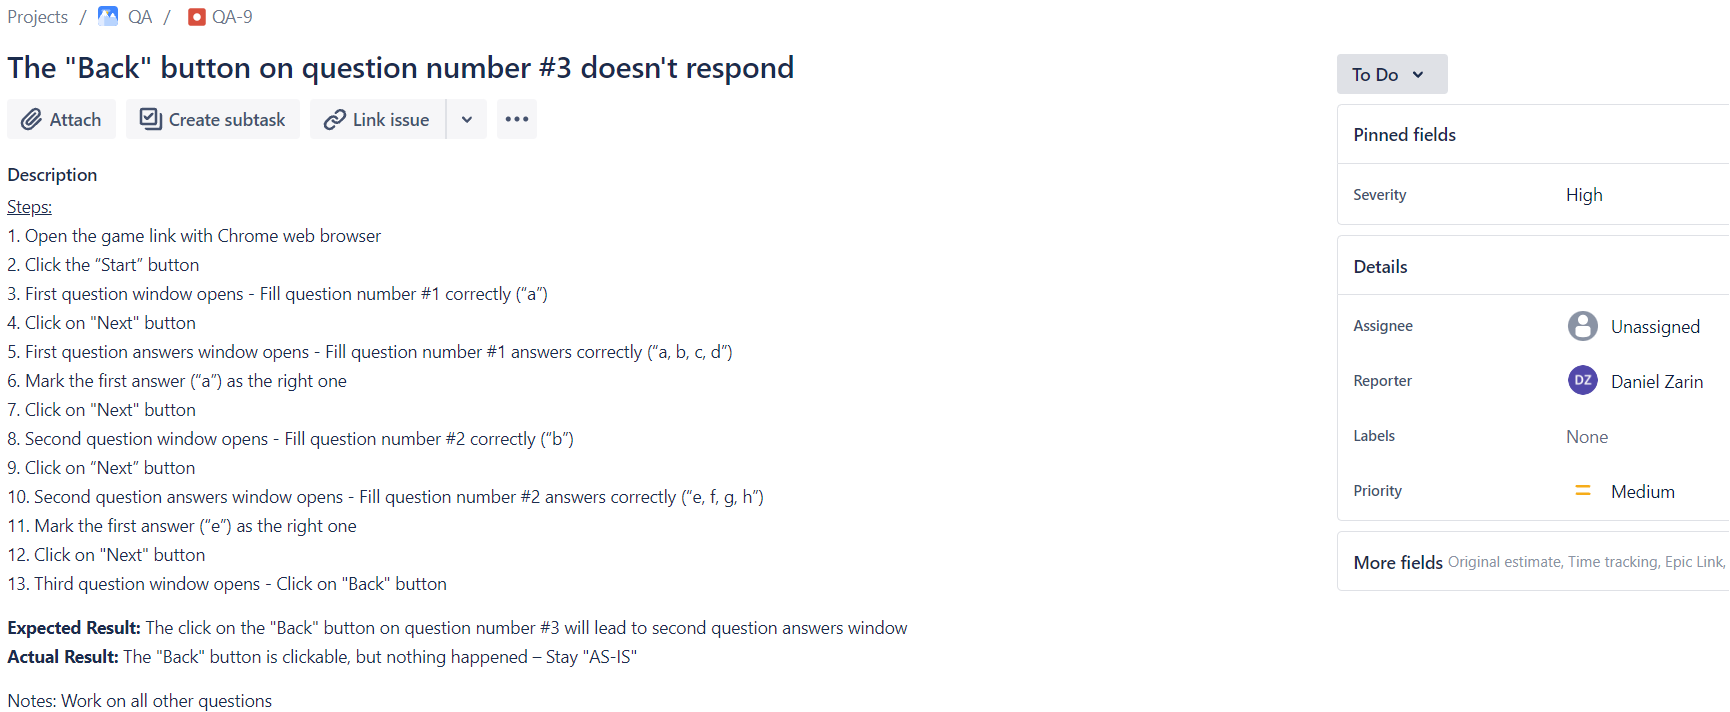 Projects / QA / QA-9
The "Back" button on question number #3 doesn't respond
To Do
Attach Create subtask Link issue
Pinned fields
Description
Severity High
Steps:
1. Open the game link with Chrome web browser
2. Click the “Start” button
Details
3. First question window opens - Fill question number #1 correctly (“a”)
4. Click on "Next" button
Assignee Unassigned
5. First question answers window opens - Fill question number #1 answers correctly (“a, b, c, d”)
6. Mark the first answer (“a”) as the right one
Reporter DZ Daniel Zarin
7. Click on "Next" button
8. Second question window opens - Fill question number #2 correctly (“b”)
Labels None
9. Click on “Next” button
10. Second question answers window opens - Fill question number #2 answers correctly (“e, f, g, h”)
Priority Medium
11. Mark the first answer (“e”) as the right one
12. Click on "Next" button
More fields Original estimate, Time tracking, Epic Link,
13. Third question window opens - Click on "Back" button
Expected Result: The click on the "Back" button on question number #3 will lead to second question answers window
Actual Result: The "Back" button is clickable, but nothing happened – Stay "AS-IS"
Notes: Work on all other questions